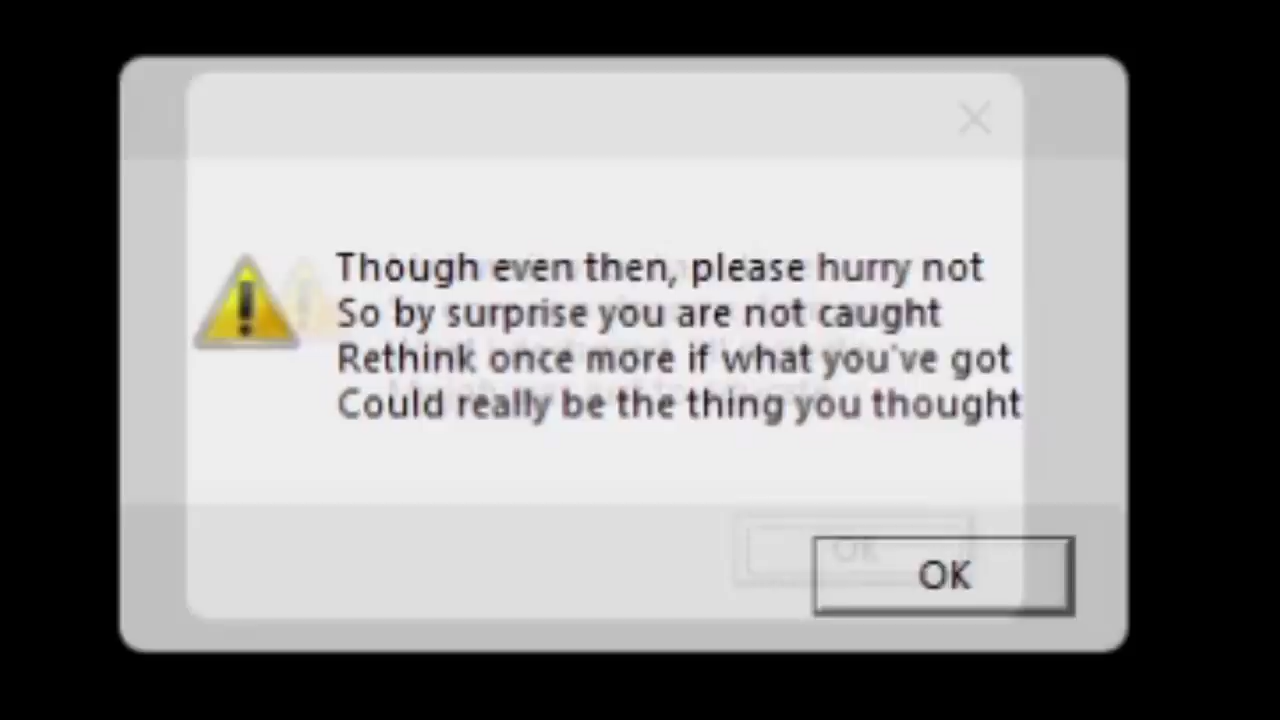 Though even then, please hurry not
So by surprise you are not caught
Rethink once more if what you've got
Could really be the thing you thought
OK
OK